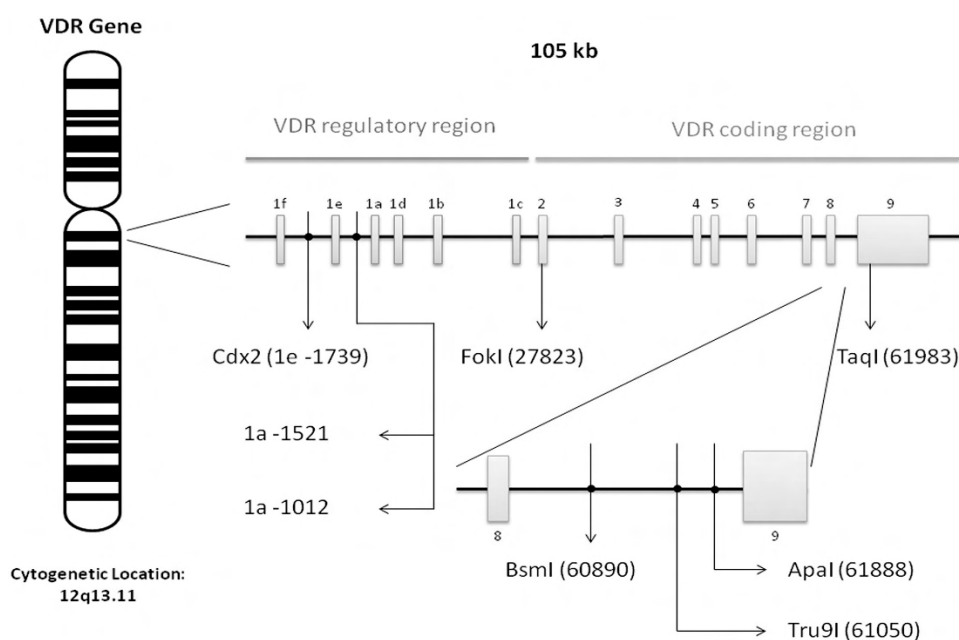 VDR Gene
105 kb
VDR regulatory region
VDR coding region
1f
1e
1a
1d
1b
1c
2
3
4
5
6
7
8
9
Cdx2 (1e -1739)
FokI (27823)
TaqI (61983)
1a -1521
1a -1012
8
9
BsmI (60890)
ApaI (61888)
Tru9I (61050)
Cytogenetic Location:
12q13.11